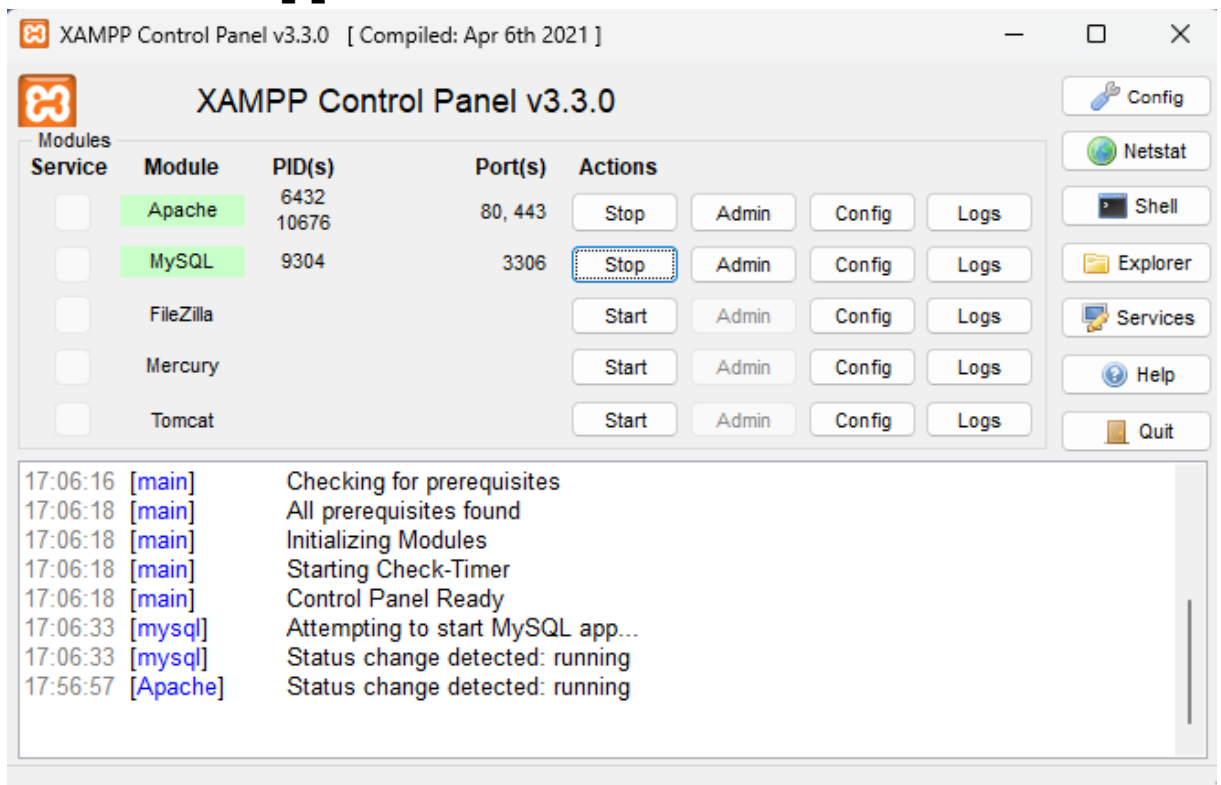 XAMPP Control Panel v3.3.0 [ Compiled: Apr 6th 2021 ]
XAMPP Control Panel v3.3.0
Config
Modules
Service Module PID(s) Port(s) Actions
Netstat
Apache 6432 10676 80, 443 Stop Admin Config Logs
Shell
MySQL 9304 3306 Stop Admin Config Logs
Explorer
FileZilla Start Admin Config Logs
Services
Mercury Start Admin Config Logs
Help
Tomcat Start Admin Config Logs
Quit
17:06:16 [main] Checking for prerequisites
17:06:18 [main] All prerequisites found
17:06:18 [main] Initializing Modules
17:06:18 [main] Starting Check-Timer
17:06:18 [main] Control Panel Ready
17:06:33 [mysql] Attempting to start MySQL app...
17:06:33 [mysql] Status change detected: running
17:56:57 [Apache] Status change detected: running